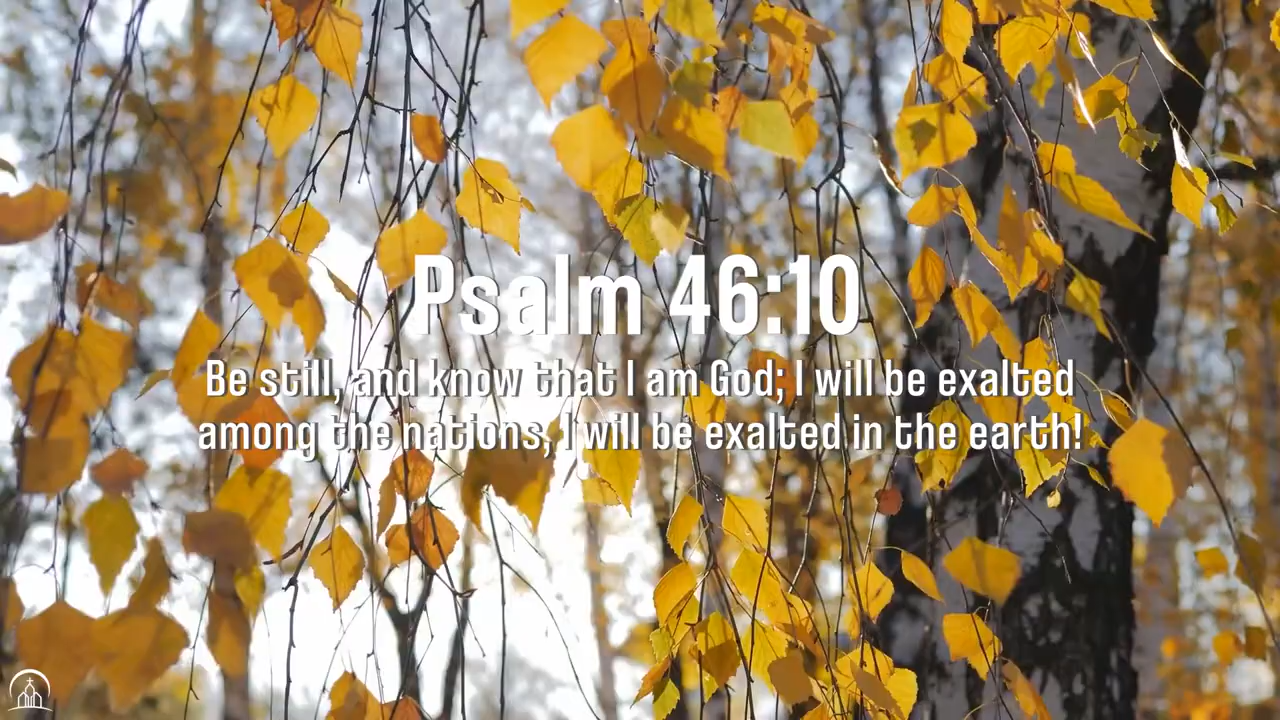 Psalm 46:10
Be still, and know that I am God; I will be exalted
among the nations, I will be exalted in the earth!